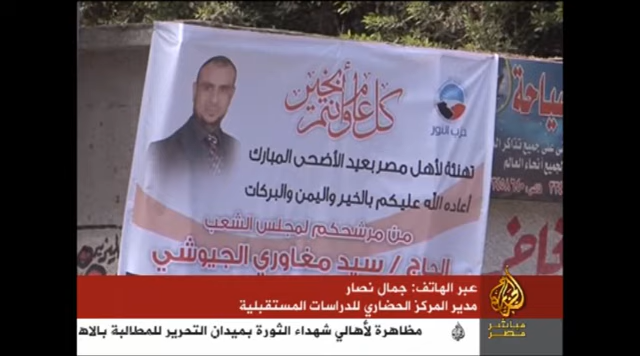 كل عام وأنتم بخير
حزب النور
تهنئة لأهل مصر بعيد الأضحى المبارك
أعاده الله عليكم بالخير واليمن والبركات
من مرشحكم لمجلس الشعب
الحاج / سيد مغاوري الجيوشي
سياحة
عبر الهاتف: جمال نصار
مدير المركز الحضاري للدراسات المستقبلية
الجزيرة
مباشر
مصر
مظاهرة لأهالي شهداء الثورة بميدان التحرير للمطالبة بالاه